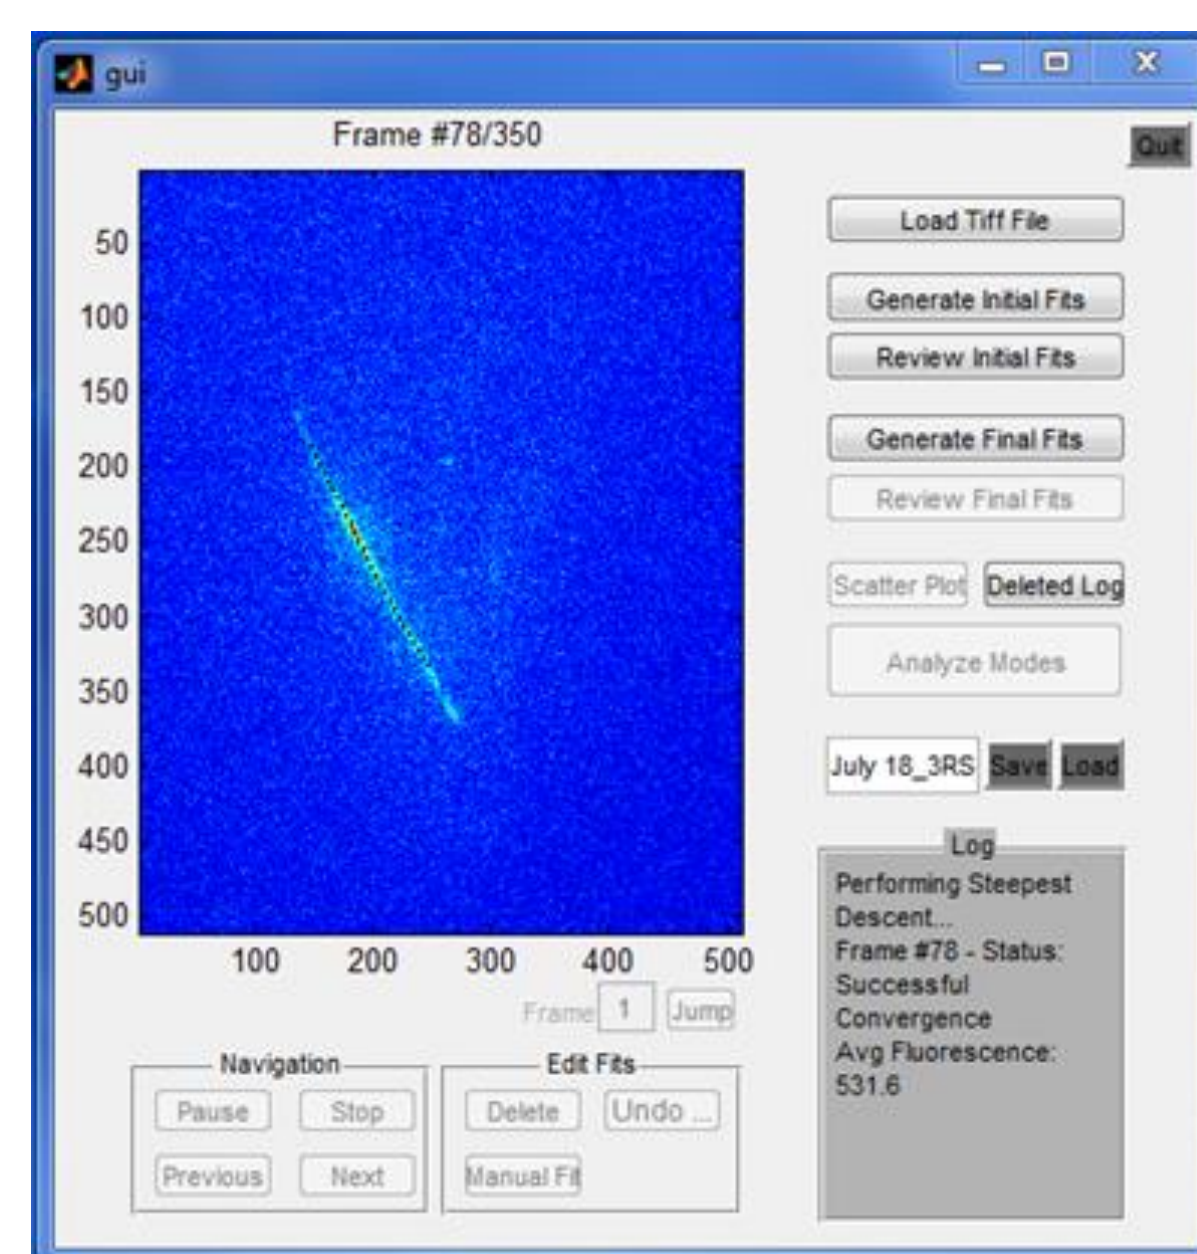 gui
Frame #78/350
Quit
50
100
150
200
250
300
350
400
450
500
100 200 300 400 500
Load Tiff File
Generate Initial Fits
Review Initial Fits
Generate Final Fits
Review Final Fits
Scatter Plot Deleted Log
Analyze Modes
July 18_3RS Save Load
Log
Performing Steepest
Descent...
Frame #78 - Status:
Successful
Convergence
Avg Fluorescence:
531.6
Frame 1 Jump
Navigation
Pause Stop
Previous Next
Edit Fits
Delete Undo ...
Manual Fit